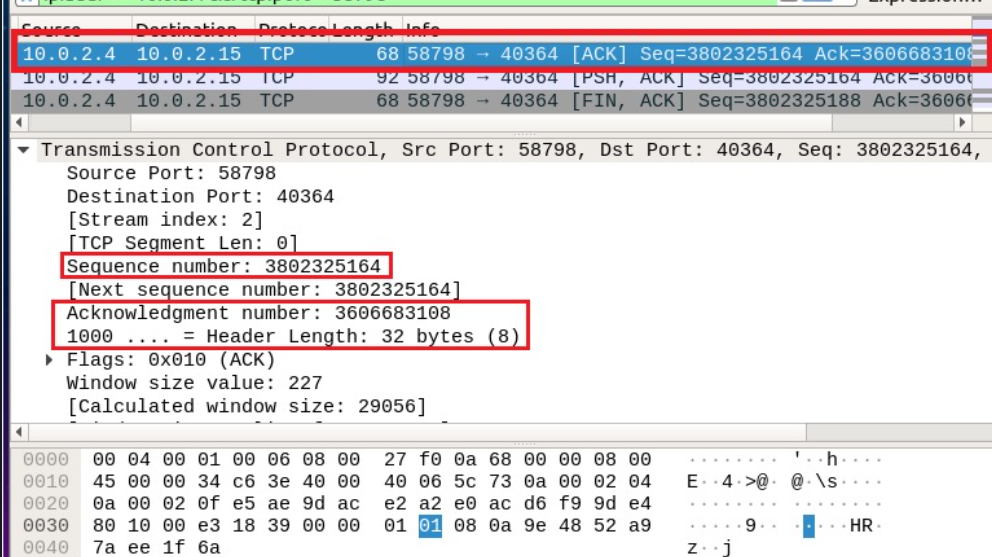 Source Destination Protocol Length Info
10.0.2.4 10.0.2.15 TCP 68 58798 → 40364 [ACK] Seq=3802325164 Ack=3606683108
10.0.2.4 10.0.2.15 TCP 92 58798 → 40364 [PSH, ACK] Seq=3802325164 Ack=36066
10.0.2.4 10.0.2.15 TCP 68 58798 → 40364 [FIN, ACK] Seq=3802325188 Ack=36066
Transmission Control Protocol, Src Port: 58798, Dst Port: 40364, Seq: 3802325164,
Source Port: 58798
Destination Port: 40364
[Stream index: 2]
[TCP Segment Len: 0]
Sequence number: 3802325164
[Next sequence number: 3802325164]
Acknowledgment number: 3606683108
1000 .... = Header Length: 32 bytes (8)
Flags: 0x010 (ACK)
Window size value: 227
[Calculated window size: 29056]
0000 00 04 00 01 00 06 08 00 27 f0 0a 68 00 00 08 00 ········ '··h····
0010 45 00 00 34 c6 3e 40 00 40 06 5c 73 0a 00 02 04 E··4·>@· @·\s····
0020 0a 00 02 0f e5 ae 9d ac e2 a2 e0 ac d6 f9 9d e4 ········ ········
0030 80 10 00 e3 18 39 00 00 01 01 08 0a 9e 48 52 a9 ·····9·· ·····HR·
0040 7a ee 1f 6a z··j